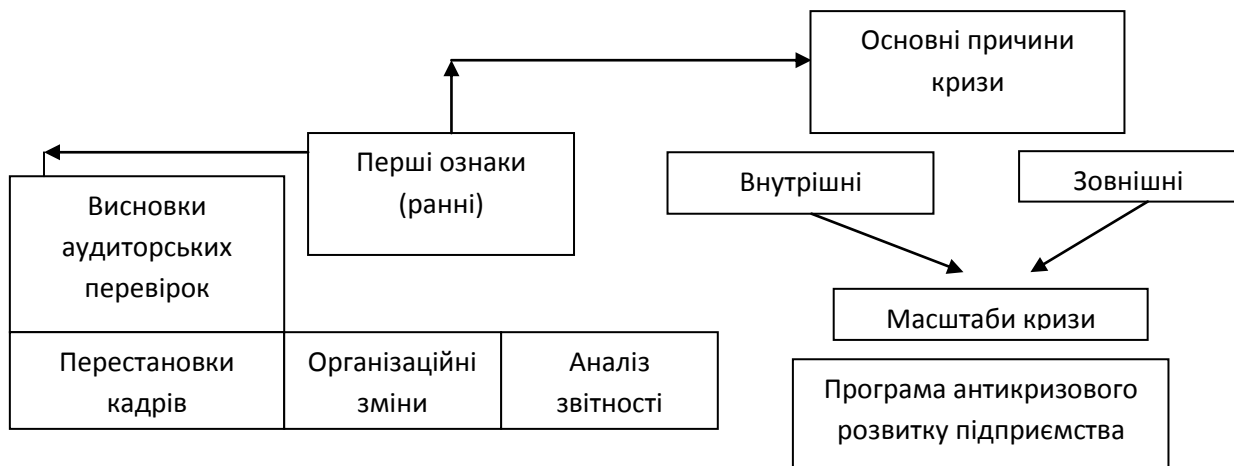 Основні причини
кризи
Перші ознаки
(ранні)
Внутрішні
Зовнішні
Висновки
аудиторських
перевірок
Масштаби кризи
Перестановки
кадрів
Організаційні
зміни
Аналіз
звітності
Програма антикризового
розвитку підприємства